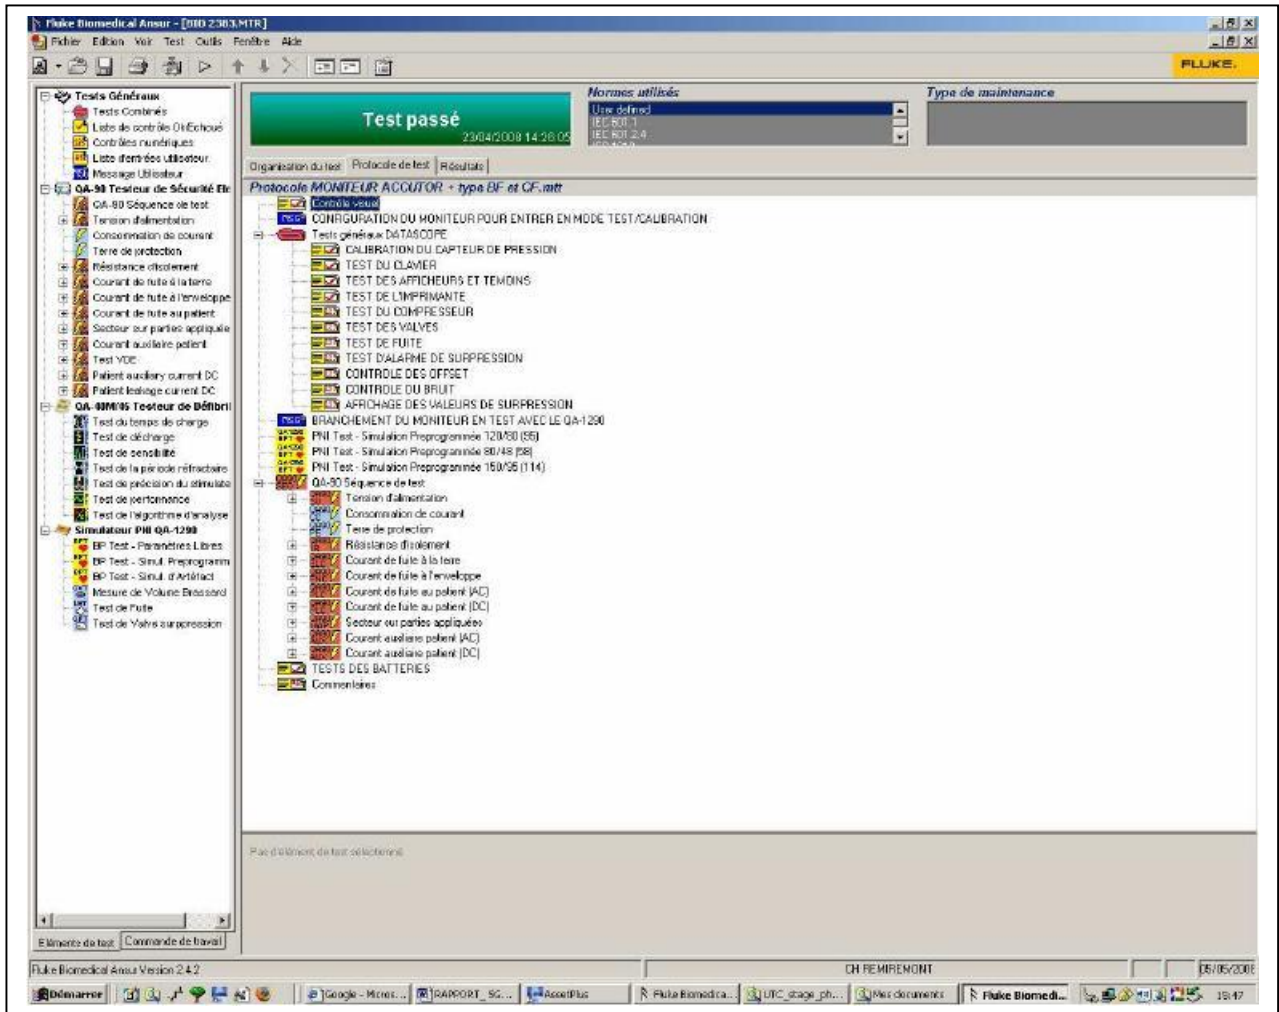 Fluke Biomedical Ansur - [BIO 2383.MTR]
Fichier Edition Voir Test Outils Fenêtre Aide
FLUKE.
Tests Généraux
Tests Combinés
Liste de contrôle Ok/Echoué
Contrôles numériques
Liste d'entrées utilisateur
Message Utilisateur
QA-90 Testeur de Sécurité Ele
QA-90 Séquence de test
Tension d'alimentation
Consommation de courant
Terre de protection
Résistance d'isolement
Courant de fuite à la terre
Courant de fuite à l'enveloppe
Courant de fuite au patient
Secteur sur parties appliquée
Courant auxiliaire patient
Test VDE
Patient auxiliary current DC
Patient leakage current DC
QA-40M/45 Testeur de Défibril
Test du temps de charge
Test de décharge
Test de sensibilité
Test de la période réfractaire
Test de précision du stimulate
Test de performance
Test de l'algorithme d'analyse
Simulateur PNI QA-1290
BP Test - Paramètres Libres
BP Test - Simul. Preprogramm
BP Test - Simul. d'Artéfact
Mesure de Volume Brassard
Test de Fuite
Test de Valve surpression
Eléments de test Commande de travail
Test passé
23/04/2008 14:26:05
Normes utilisés
User defined
IEC 601.1
IEC 601.2.4
Type de maintenance
Organisation du test Protocole de test Résultats
Protocole MONITEUR ACCUTOR + type BF et CF.mtt
Contrôle visuel
CONFIGURATION DU MONITEUR POUR ENTRER EN MODE TEST/CALIBRATION
Tests généraux DATASCOPE
CALIBRATION DU CAPTEUR DE PRESSION
TEST DU CLAVIER
TEST DES AFFICHEURS ET TEMOINS
TEST DE L'IMPRIMANTE
TEST DU COMPRESSEUR
TEST DES VALVES
TEST DE FUITE
TEST D'ALARME DE SURPRESSION
CONTROLE DES OFFSET
CONTROLE DU BRUIT
AFFICHAGE DES VALEURS DE SURPRESSION
BRANCHEMENT DU MONITEUR EN TEST AVEC LE QA-1290
PNI Test - Simulation Preprogrammée 120/80 (95)
PNI Test - Simulation Preprogrammée 80/48 (58)
PNI Test - Simulation Preprogrammée 150/95 (114)
QA-90 Séquence de test
Tension d'alimentation
Consommation de courant
Terre de protection
Résistance d'isolement
Courant de fuite à la terre
Courant de fuite à l'enveloppe
Courant de fuite au patient (AC)
Courant de fuite au patient (DC)
Secteur sur parties appliquées
Courant auxiliaire patient (AC)
Courant auxiliaire patient (DC)
TESTS DES BATTERIES
Commentaires
Pas d'élément de test sélectionné
Fluke Biomedical Ansur Version 2.4.2
CH REMIREMONT
05/05/2008
Démarrer
Google - Micros...
RAPPORT_ SG...
AssetPlus
Fluke Biomedica...
UTC_stage_ph...
Mes documents
Fluke Biomedi...
19:47